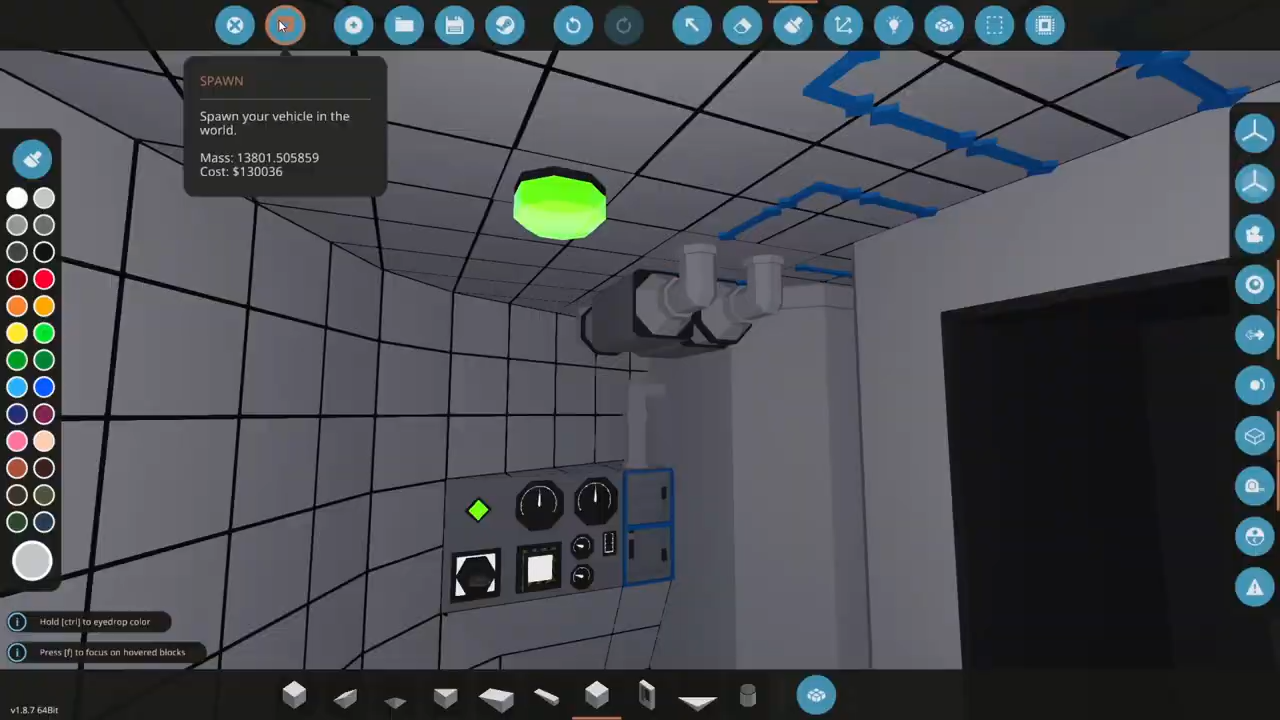 SPAWN
Spawn your vehicle in the
world.
Mass: 13801.505859
Cost: $130036
Hold [ctrl] to eyedrop color
Press [f] to focus on hovered blocks
v1.8.7 64Bit